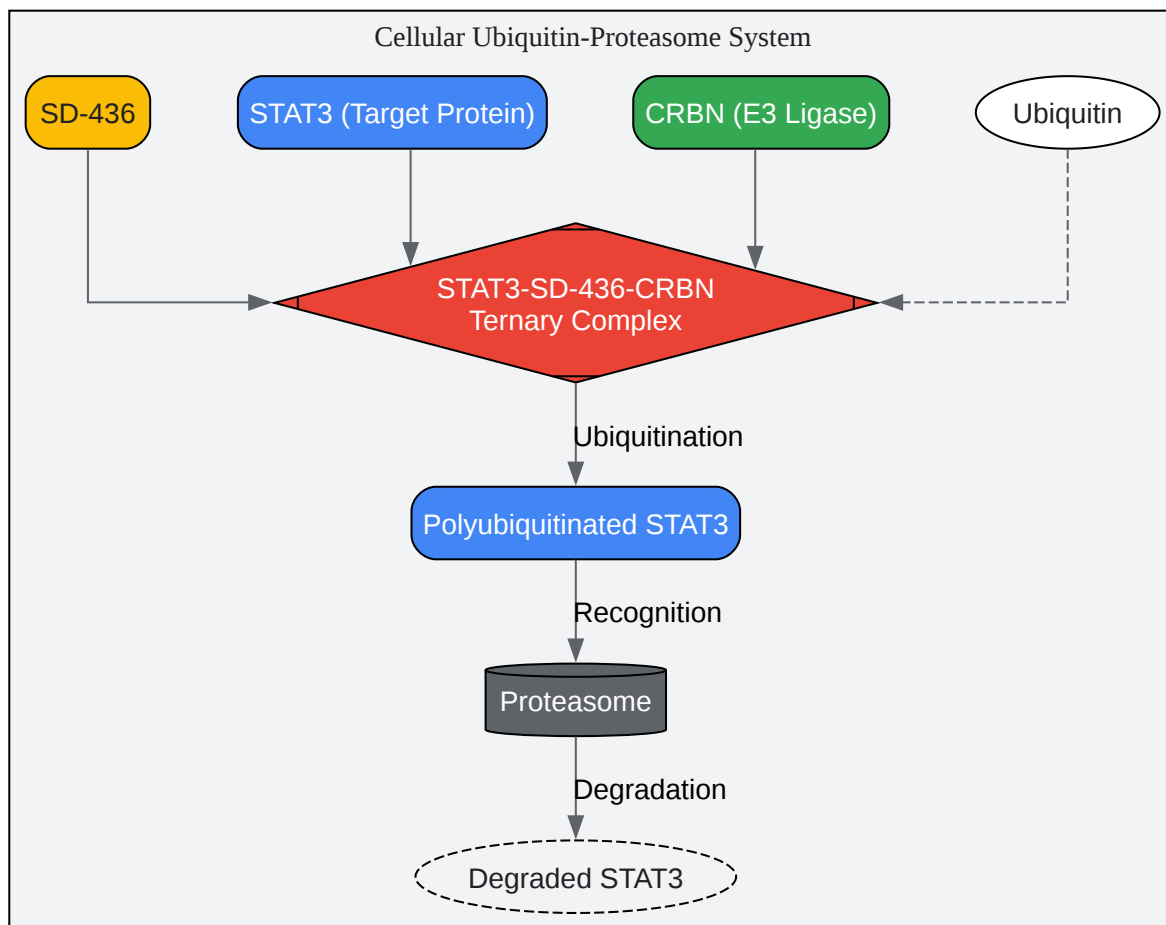 Cellular Ubiquitin-Proteasome System
SD-436
STAT3 (Target Protein)
CRBN (E3 Ligase)
Ubiquitin
STAT3-SD-436-CRBN
Ternary Complex
Ubiquitination
Polyubiquitinated STAT3
Recognition
Proteasome
Degradation
Degraded STAT3